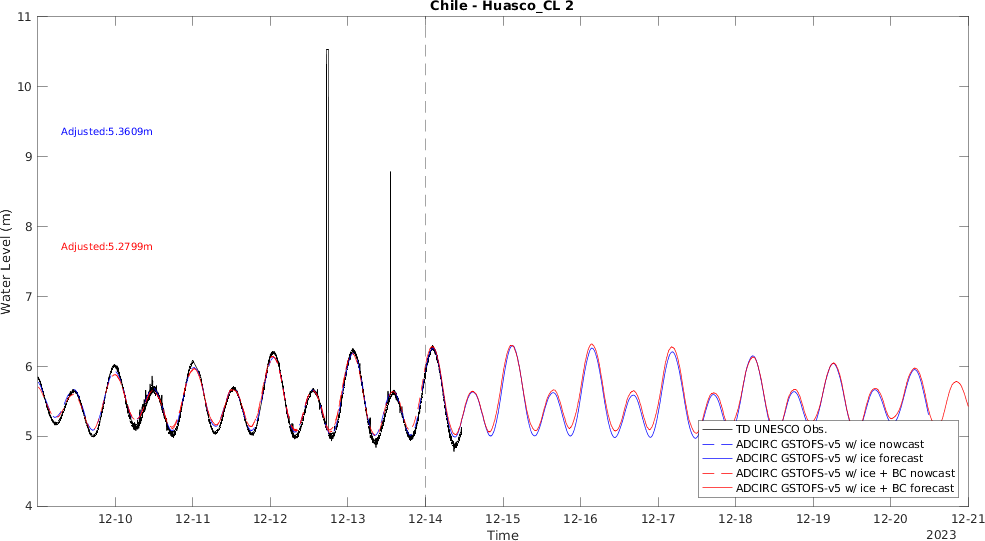 Chile - Huasco_CL 2
11
10
9
8
7
6
5
4
Water Level (m)
Adjusted:5.3609m
Adjusted:5.2799m
TD UNESCO Obs.
ADCIRC GSTOFS-v5 w/ ice nowcast
ADCIRC GSTOFS-v5 w/ ice forecast
ADCIRC GSTOFS-v5 w/ ice + BC nowcast
ADCIRC GSTOFS-v5 w/ ice + BC forecast
12-10 12-11 12-12 12-13 12-14 12-15 12-16 12-17 12-18 12-19 12-20 12-21
Time
2023